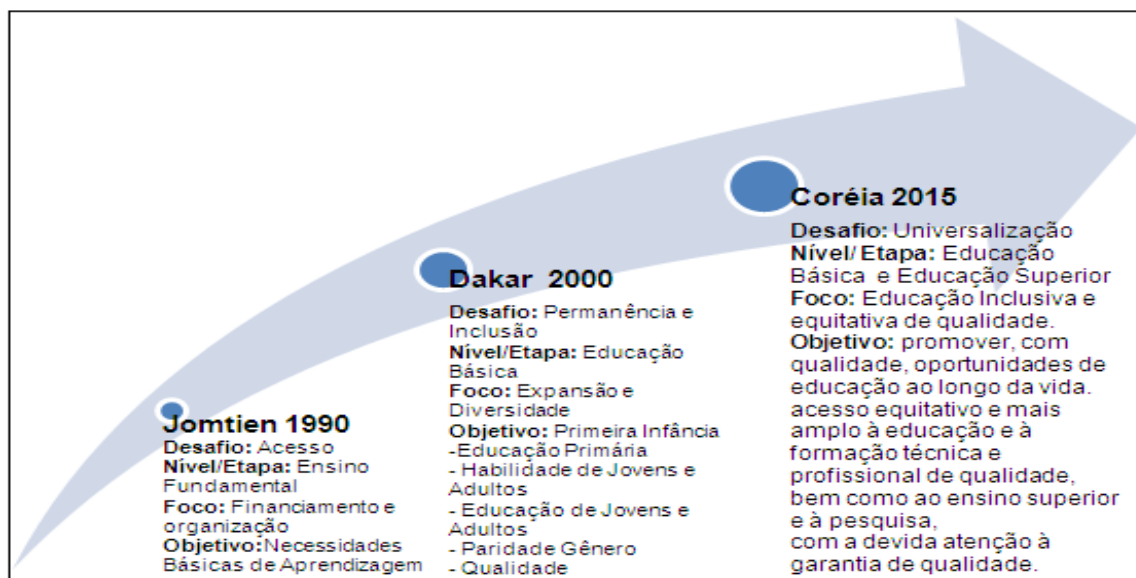 Jomtien 1990
Desafio: Acesso
Nível/Etapa: Ensino
Fundamental
Foco: Financiamento e
organização
Objetivo:Necessidades
Básicas de Aprendizagem
Dakar 2000
Desafio: Permanência e
Inclusão
Nível/Etapa: Educação
Básica
Foco: Expansão e
Diversidade
Objetivo: Primeira Infância
-Educação Primária
- Habilidade de Jovens e
Adultos
- Educação de Jovens e
Adultos
- Paridade Gênero
- Qualidade
Coréia 2015
Desafio: Universalização
Nível/ Etapa: Educação
Básica e Educação Superior
Foco: Educação Inclusiva e
equitativa de qualidade.
Objetivo: promover, com
qualidade, oportunidades de
educação ao longo da vida.
acesso equitativo e mais
amplo à educação e à
formação técnica e
profissional de qualidade,
bem como ao ensino superior
e à pesquisa,
com a devida atenção à
garantia de qualidade.